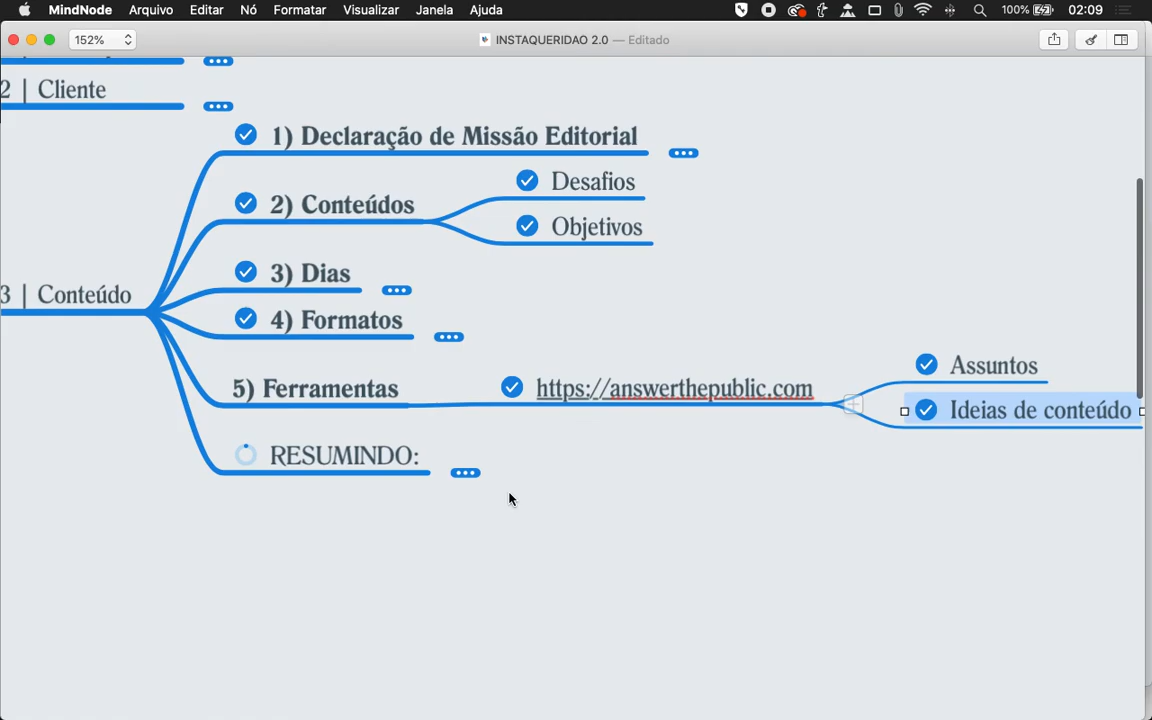 MindNode Arquivo Editar Nó Formatar Visualizar Janela Ajuda 100% 02:09
152% INSTAQUERIDAO 2.0 — Editado
2 | Cliente
1) Declaração de Missão Editorial
Desafios
2) Conteúdos
Objetivos
3) Dias
3 | Conteúdo
4) Formatos
Assuntos
5) Ferramentas https://answerthepublic.com
Ideias de conteúdo
RESUMINDO: